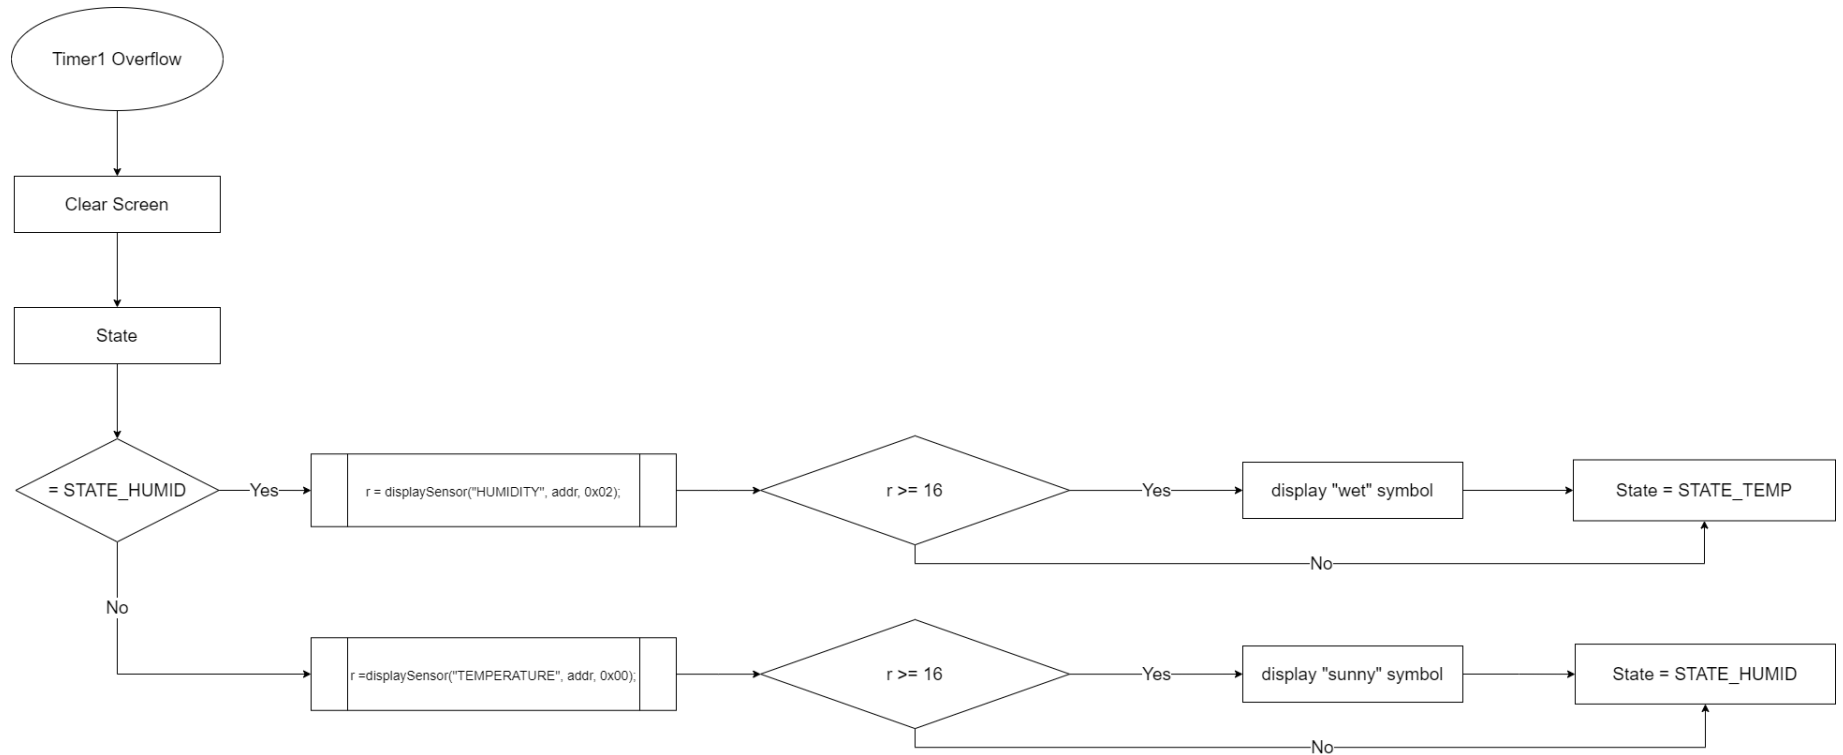 Timer1 Overflow
Clear Screen
State
= STATE_HUMID
Yes
r = displaySensor("HUMIDITY", addr, 0x02);
r >= 16
Yes
display "wet" symbol
State = STATE_TEMP
No
No
r =displaySensor("TEMPERATURE", addr, 0x00);
r >= 16
Yes
display "sunny" symbol
State = STATE_HUMID
No